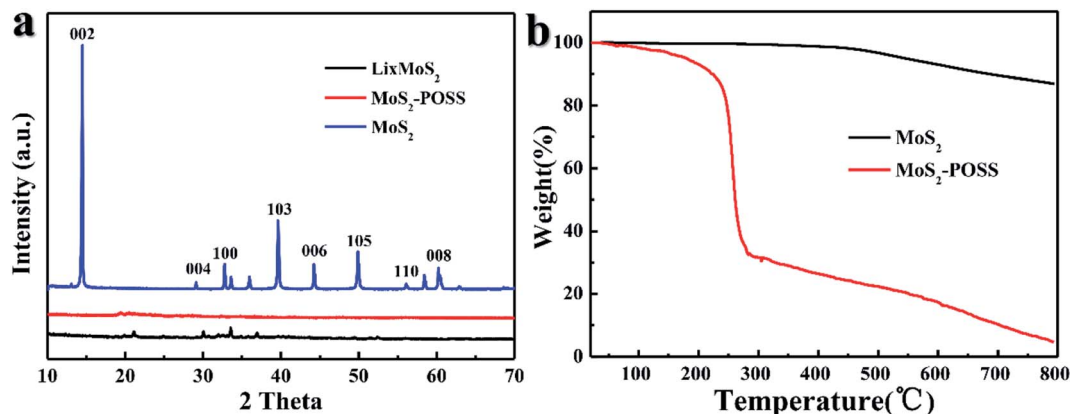 a
002
LixMoS₂
MoS₂-POSS
MoS₂
103
100
004
006
105
110
008
Intensity (a.u.)
10 20 30 40 50 60 70
2 Theta
b
100
80
60
40
20
0
MoS₂
MoS₂-POSS
Weight(%)
100 200 300 400 500 600 700 800
Temperature(℃)